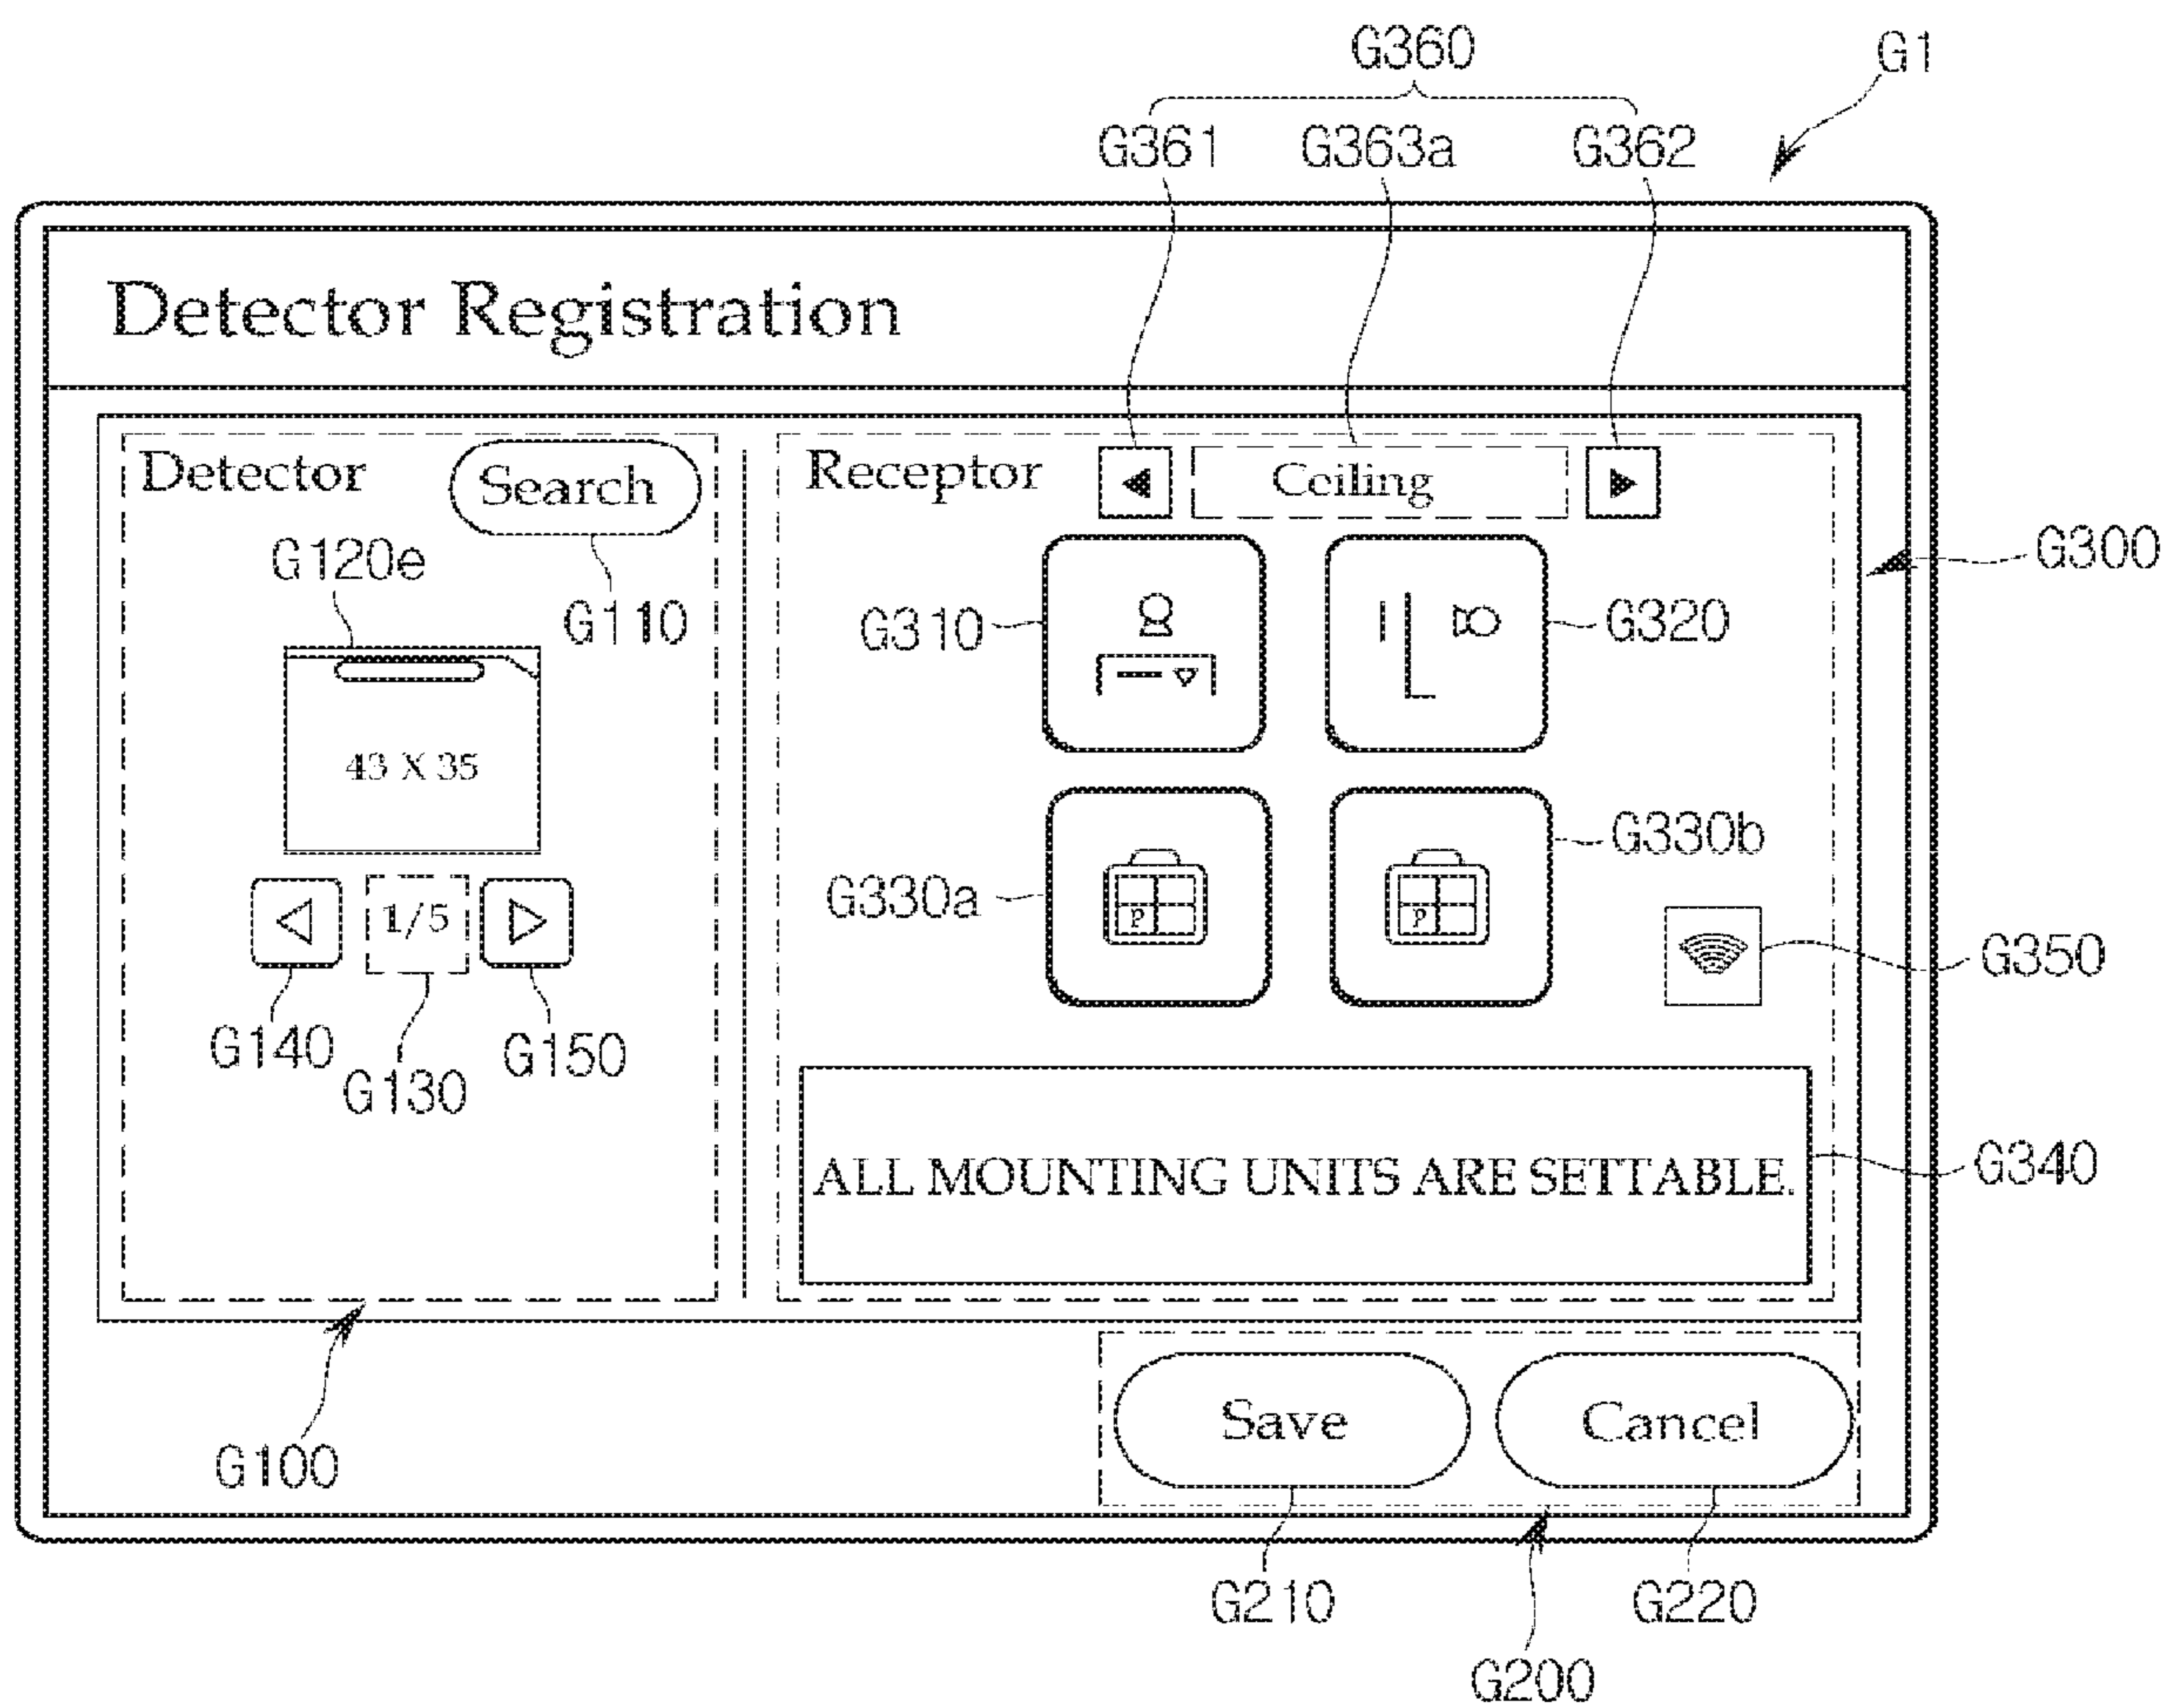 G360
G1
G361 G363a G362
Detector Registration
Detector Search
Receptor Ceiling
G300
G120e
G110
G310
G320
43 X 35
G330a
G330b
1/5
G350
G140
G130
G150
ALL MOUNTING UNITS ARE SETTABLE.
G340
G100
Save Cancel
G210
G220
G200
P
P